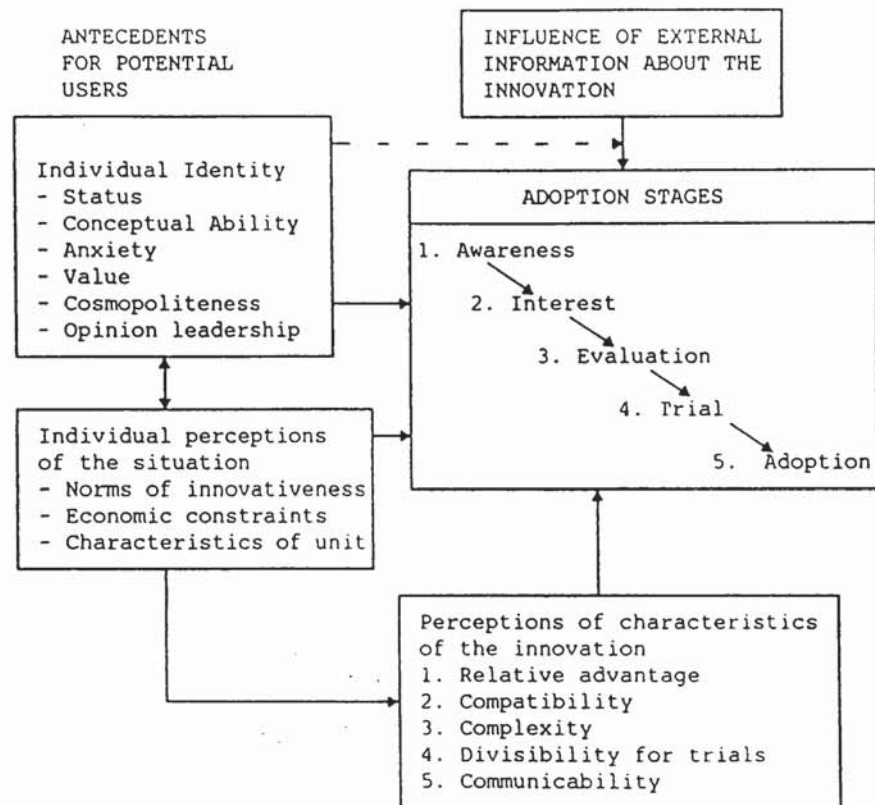 ANTECEDENTS
FOR POTENTIAL
USERS
INFLUENCE OF EXTERNAL
INFORMATION ABOUT THE
INNOVATION
Individual Identity
- Status
- Conceptual Ability
- Anxiety
- Value
- Cosmopoliteness
- Opinion leadership
ADOPTION STAGES
1. Awareness
2. Interest
3. Evaluation
4. Trial
5. Adoption
Individual perceptions
of the situation
- Norms of innovativeness
- Economic constraints
- Characteristics of unit
Perceptions of characteristics
of the innovation
1. Relative advantage
2. Compatibility
3. Complexity
4. Divisibility for trials
5. Communicability